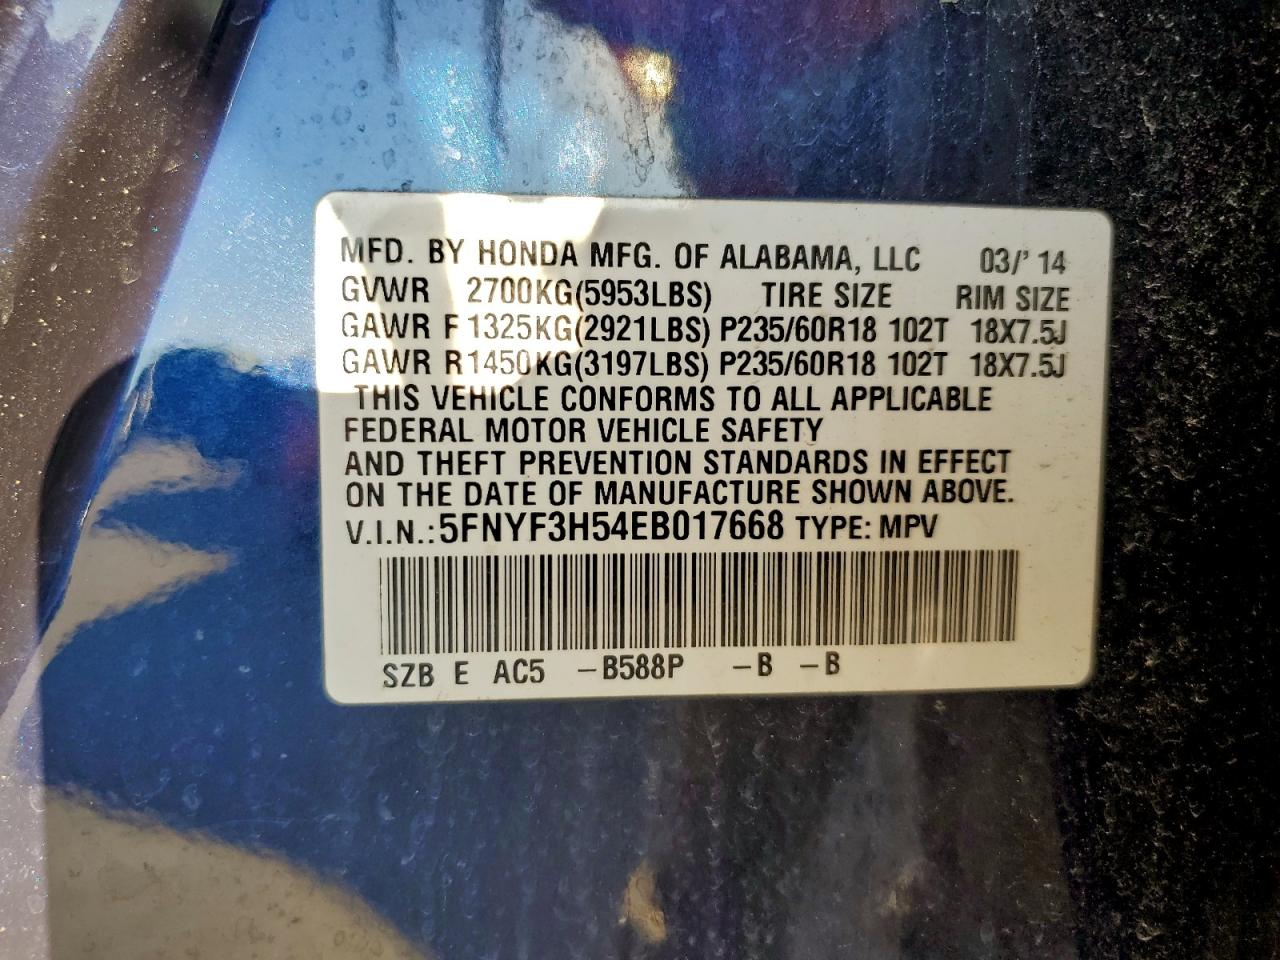 MFD. BY HONDA MFG. OF ALABAMA, LLC 03/' 14
GVWR 2700KG(5953LBS) TIRE SIZE RIM SIZE
GAWR F 1325KG(2921LBS) P235/60R18 102T 18X7.5J
GAWR R 1450KG(3197LBS) P235/60R18 102T 18X7.5J
THIS VEHICLE CONFORMS TO ALL APPLICABLE
FEDERAL MOTOR VEHICLE SAFETY
AND THEFT PREVENTION STANDARDS IN EFFECT
ON THE DATE OF MANUFACTURE SHOWN ABOVE.
V.I.N.: 5FNYF3H54EB017668 TYPE: MPV
SZB E AC5 -B588P -B -B